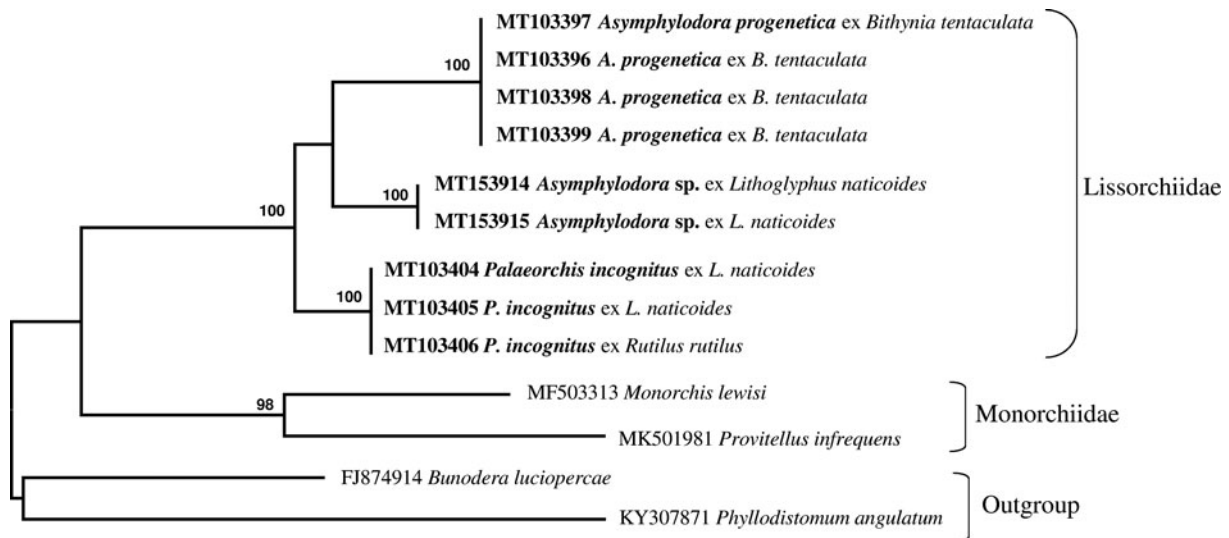 MT103397 Asymphylodora progenetica ex Bithynia tentaculata
100
MT103396 A. progenetica ex B. tentaculata
MT103398 A. progenetica ex B. tentaculata
MT103399 A. progenetica ex B. tentaculata
MT153914 Asymphylodora sp. ex Lithoglyphus naticoides
Lissorchiidae
100
100
MT153915 Asymphylodora sp. ex L. naticoides
MT103404 Palaeorchis incognitus ex L. naticoides
100
MT103405 P. incognitus ex L. naticoides
MT103406 P. incognitus ex Rutilus rutilus
MF503313 Monorchis lewisi
98
Monorchiidae
MK501981 Provitellus infrequens
FJ874914 Bunodera luciopercae
Outgroup
KY307871 Phyllodistomum angulatum